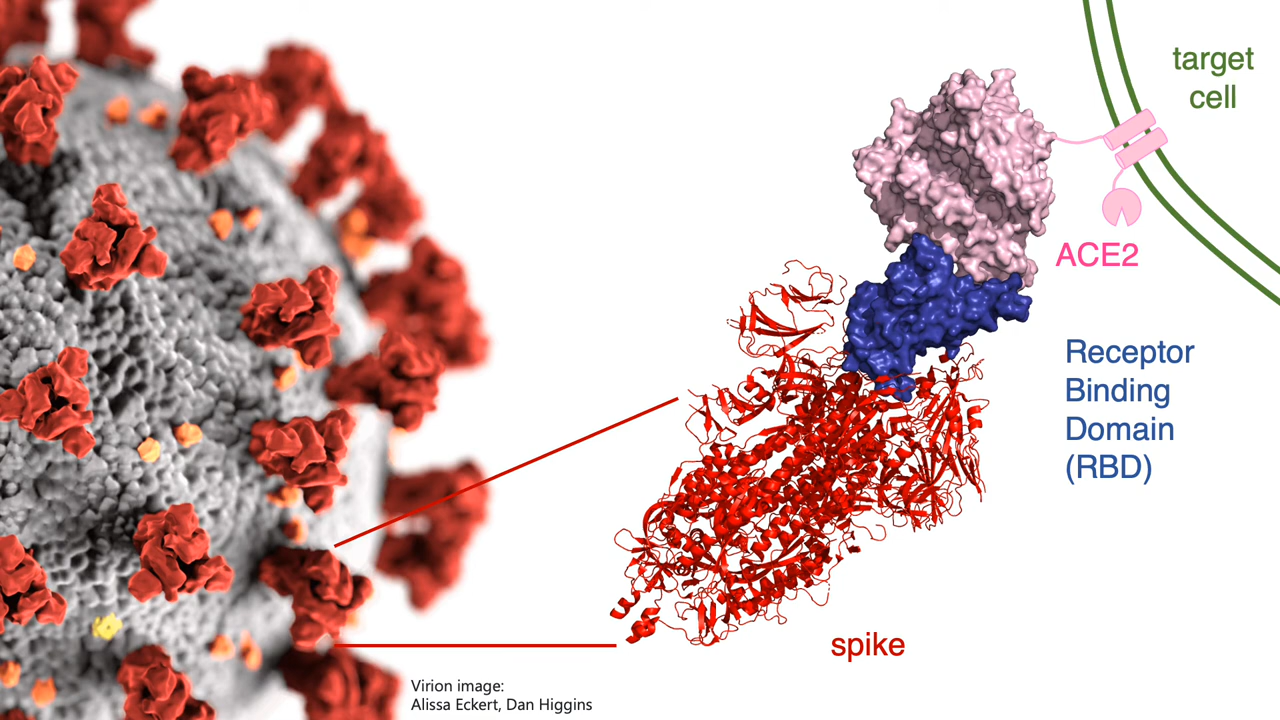 target
cell
ACE2
Receptor
Binding
Domain
(RBD)
spike
Virion image:
Alissa Eckert, Dan Higgins